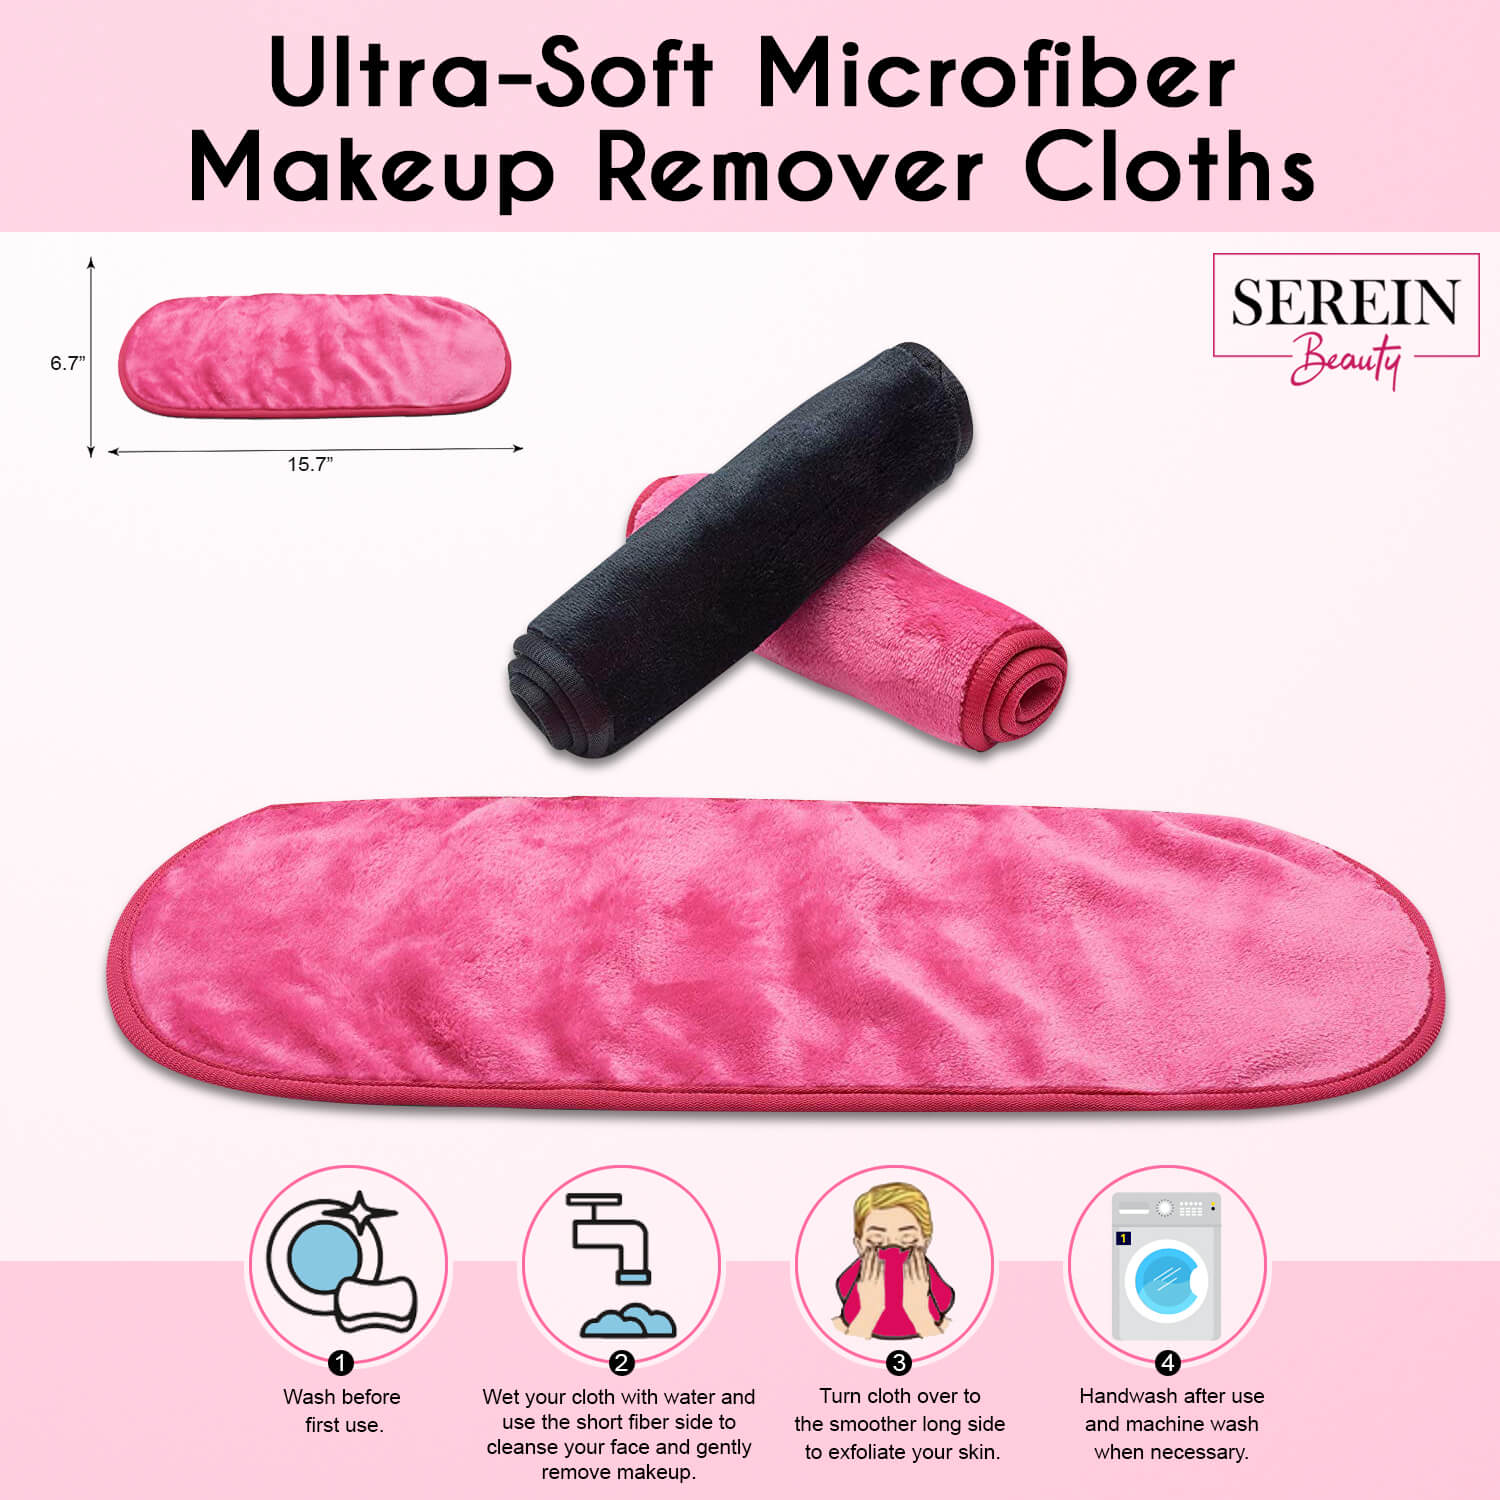 Ultra-Soft Microfiber
Makeup Remover Cloths
SEREIN
Beauty
6.7”
15.7”
1
1
Wash before
first use.
2
Wet your cloth with water and
use the short fiber side to
cleanse your face and gently
remove makeup.
3
Turn cloth over to
the smoother long side
to exfoliate your skin.
4
Handwash after use
and machine wash
when necessary.